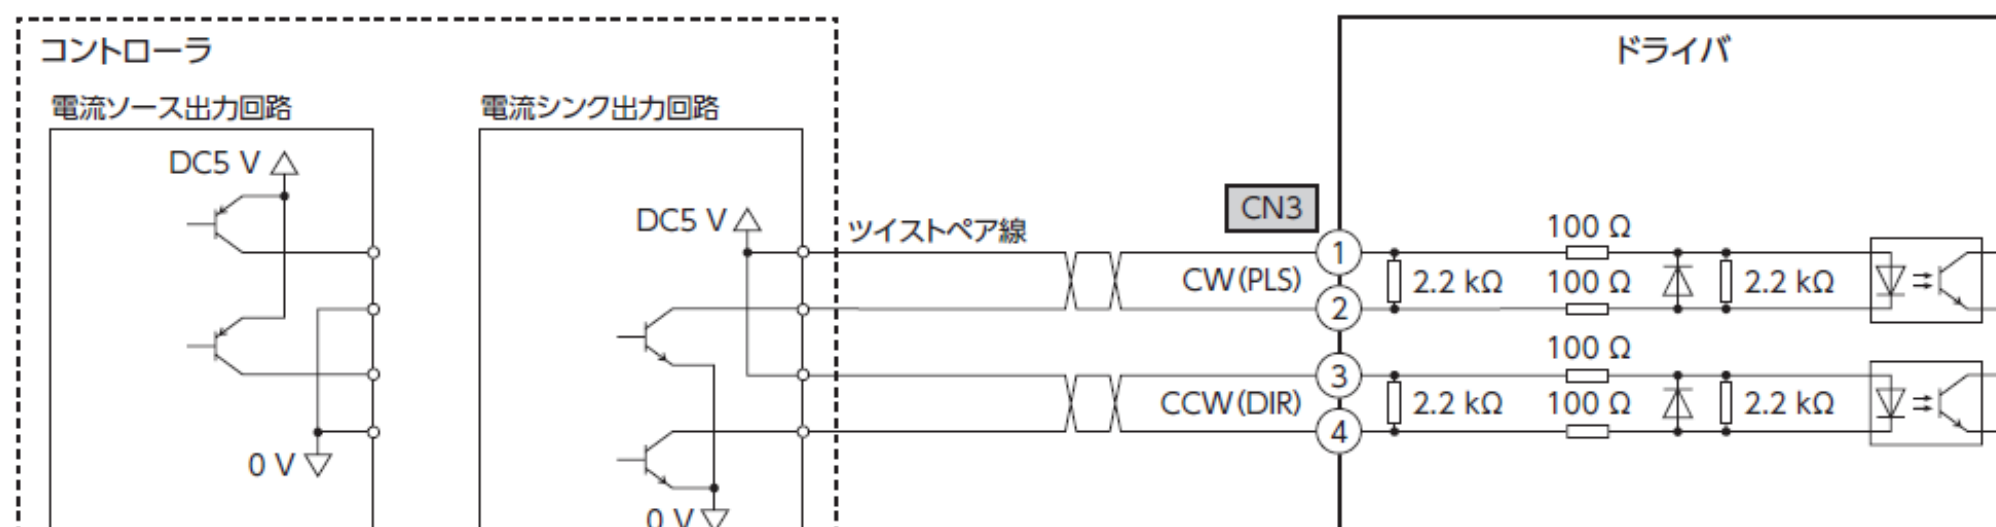 コントローラ
ドライバ
電流ソース出力回路
電流シンク出力回路
DC5 V
DC5 V
ツイストペア線
CN3
100 Ω
1
CW(PLS)
2.2 kΩ
100 Ω
2.2 kΩ
2
100 Ω
3
CCW(DIR)
2.2 kΩ
100 Ω
2.2 kΩ
4
0 V
0 V